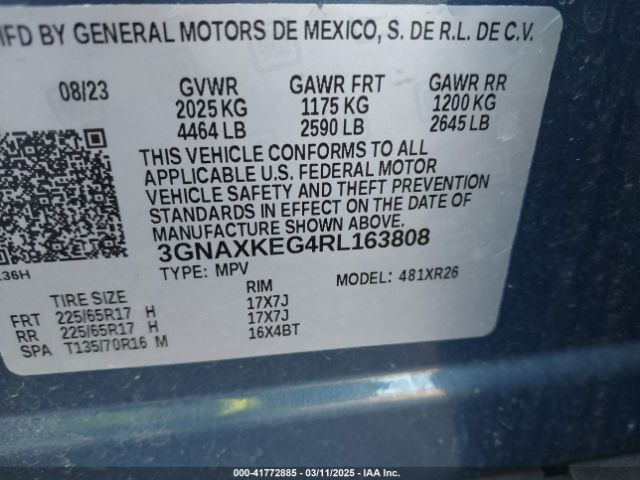 MFD BY GENERAL MOTORS DE MEXICO, S. DE R.L. DE C.V.
08/23 GVWR GAWR FRT GAWR RR
2025 KG 1175 KG 1200 KG
4464 LB 2590 LB 2645 LB
THIS VEHICLE CONFORMS TO ALL
APPLICABLE U.S. FEDERAL MOTOR
VEHICLE SAFETY AND THEFT PREVENTION
STANDARDS IN EFFECT ON THE DATE OF
MANUFACTURE SHOWN ABOVE.
3GNAXKEG4RL163808
136H TYPE: MPV MODEL: 481XR26
TIRE SIZE RIM
FRT 225/65R17 H 17X7J
RR 225/65R17 H 17X7J
SPA T135/70R16 M 16X4BT
000-41772885 - 03/11/2025 - IAA Inc.